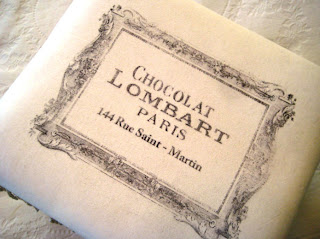 CHOCOLAT
LOMBART
PARIS
144 Rue Saint - Martin